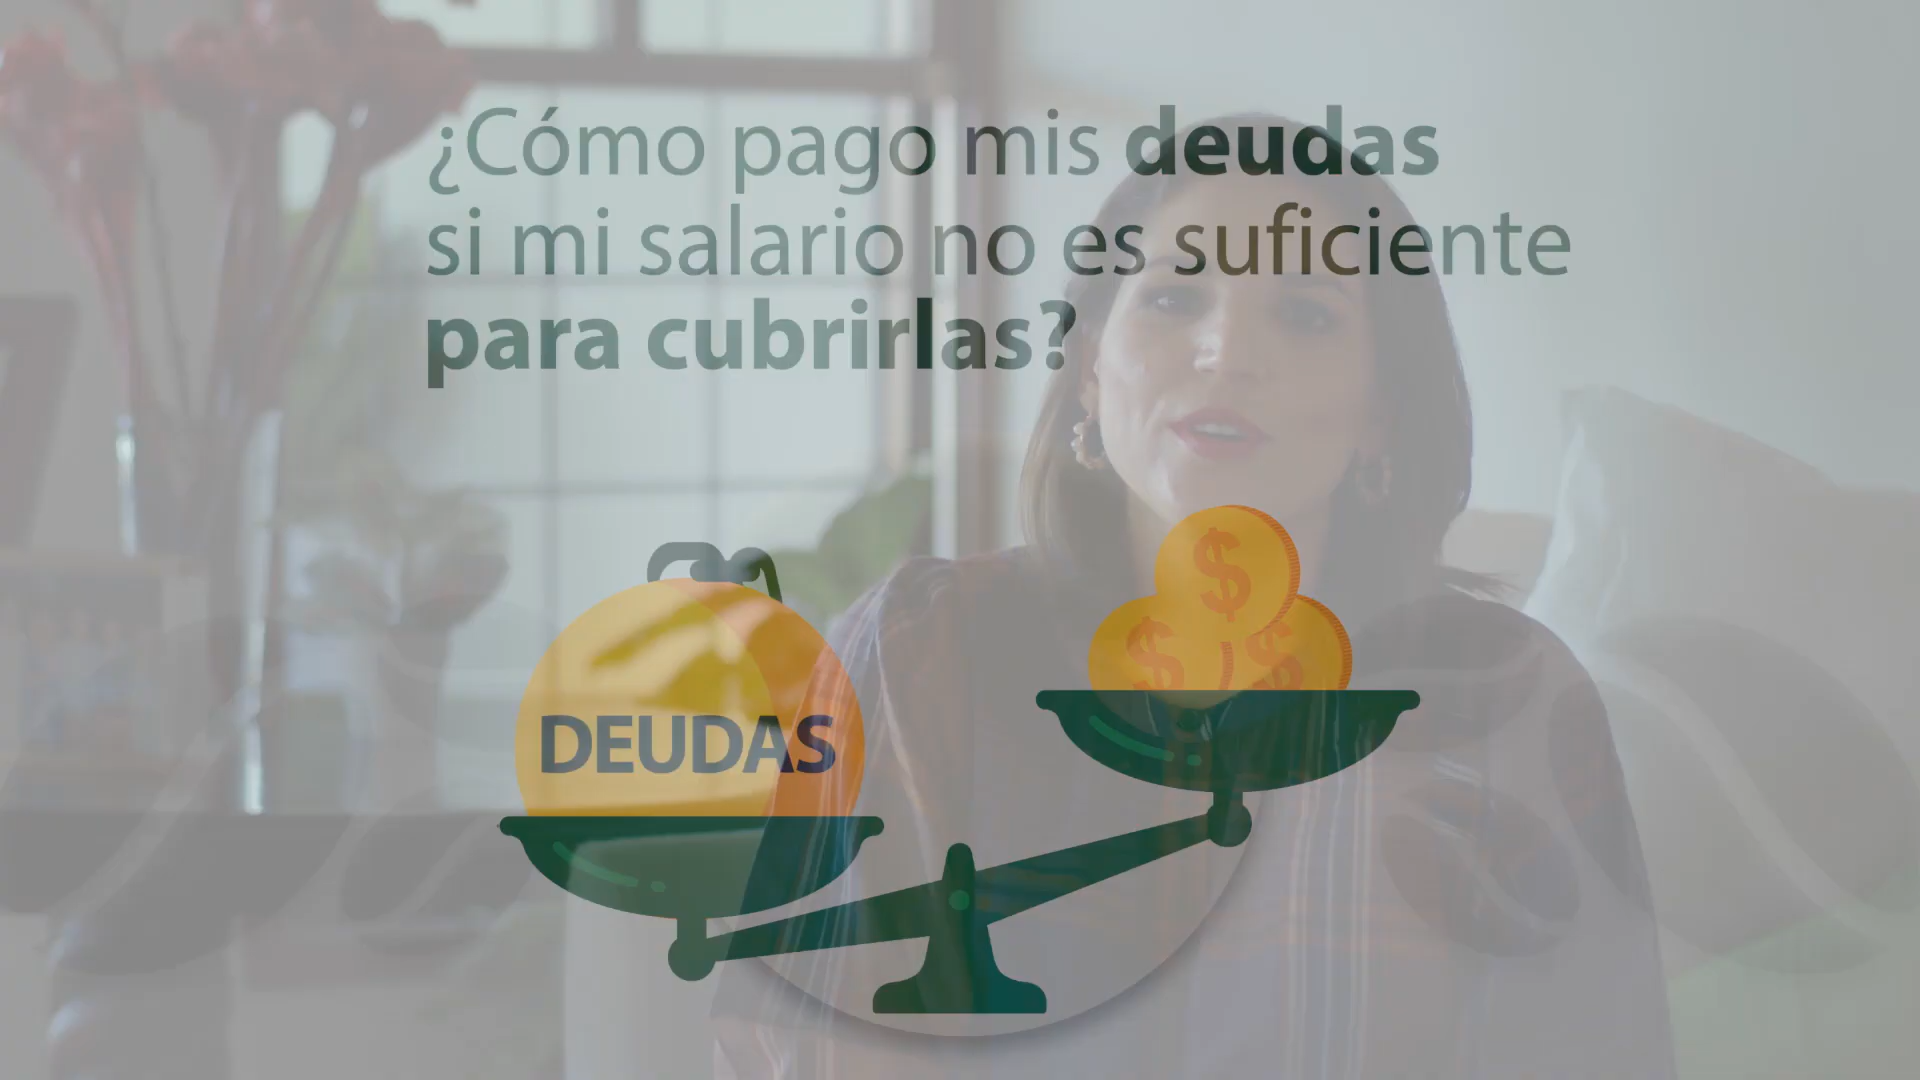 ¿Cómo pago mis deudas
si mi salario no es suficiente
para cubrirlas?
$
$ $
DEUDAS